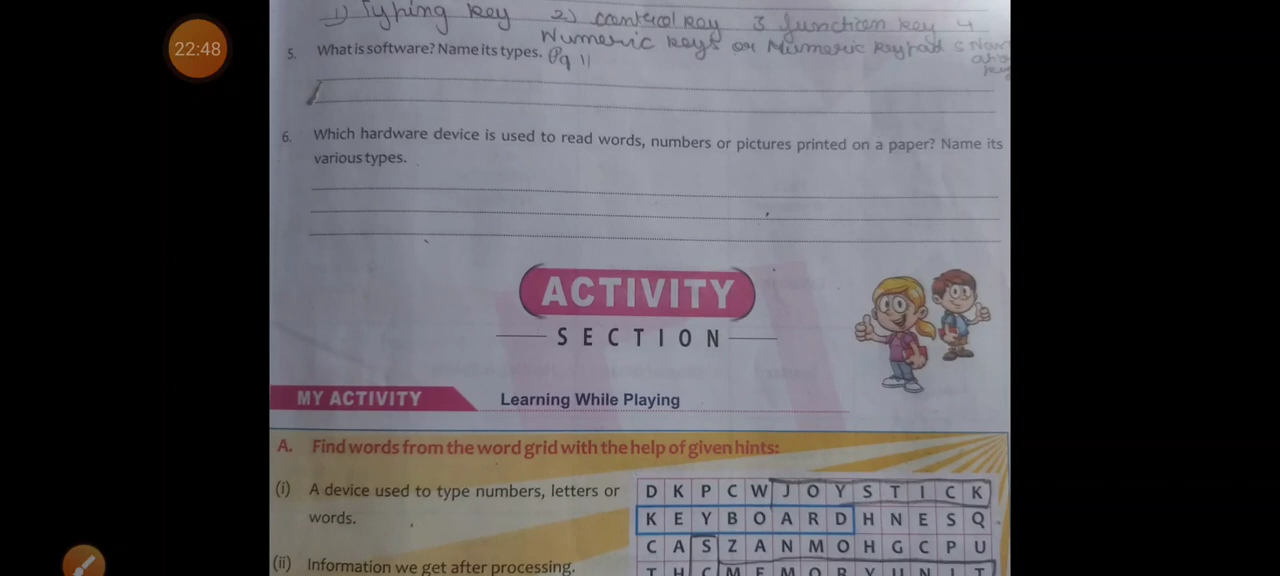 1) Typing key 2) control key 3 function key 4
22:48
Numeric keys or Numeric keypad 5
5. What is software? Name its types. Pg 11
6. Which hardware device is used to read words, numbers or pictures printed on a paper? Name its
various types.
ACTIVITY
SECTION
MY ACTIVITY Learning While Playing
A. Find words from the word grid with the help of given hints:
(i) A device used to type numbers, letters or
words.
(ii) Information we get after processing.
D K P C W J O Y S T I C K
K E Y B O A R D H N E S Q
C A S Z A N M O H G C P U
T H C M E M O R Y U N I T